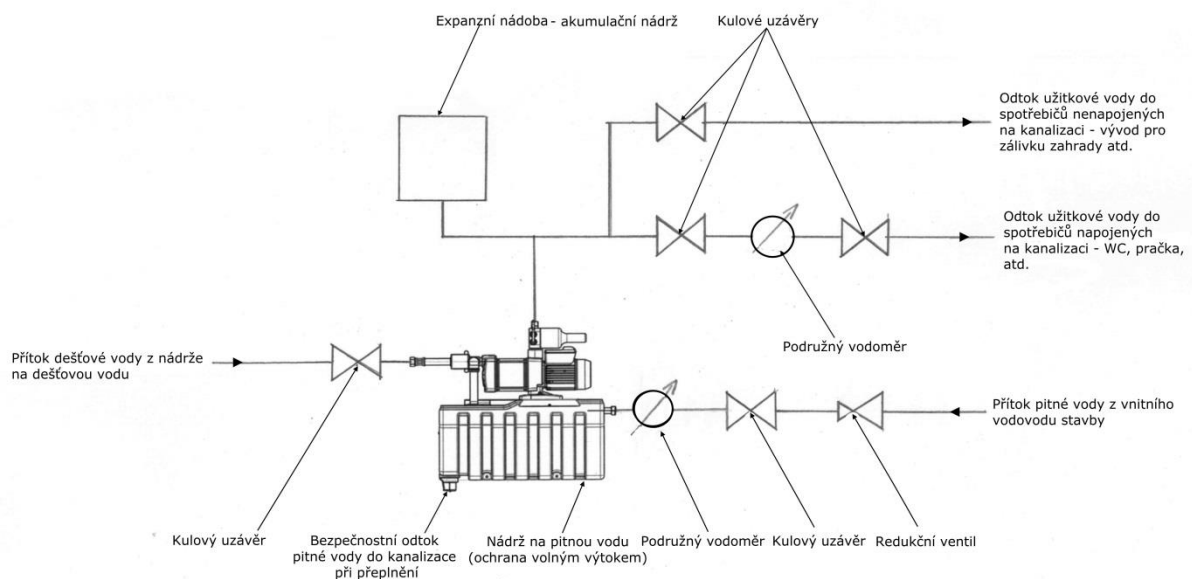 Expanzní nádoba - akumulační nádrž
Kulové uzávěry
Odtok užitkové vody do
spotřebičů nenapojených
na kanalizaci - vývod pro
zálivku zahrady atd.
Odtok užitkové vody do
spotřebičů napojených
na kanalizaci - WC, pračka,
atd.
Podružný vodoměr
Přítok dešťové vody z nádrže
na dešťovou vodu
Přítok pitné vody z vnitního
vodovodu stavby
Kulový uzávěr
Bezpečnostní odtok
pitné vody do kanalizace
při přeplnění
Nádrž na pitnou vodu
(ochrana volným výtokem)
Podružný vodoměr
Kulový uzávěr
Redukční ventil